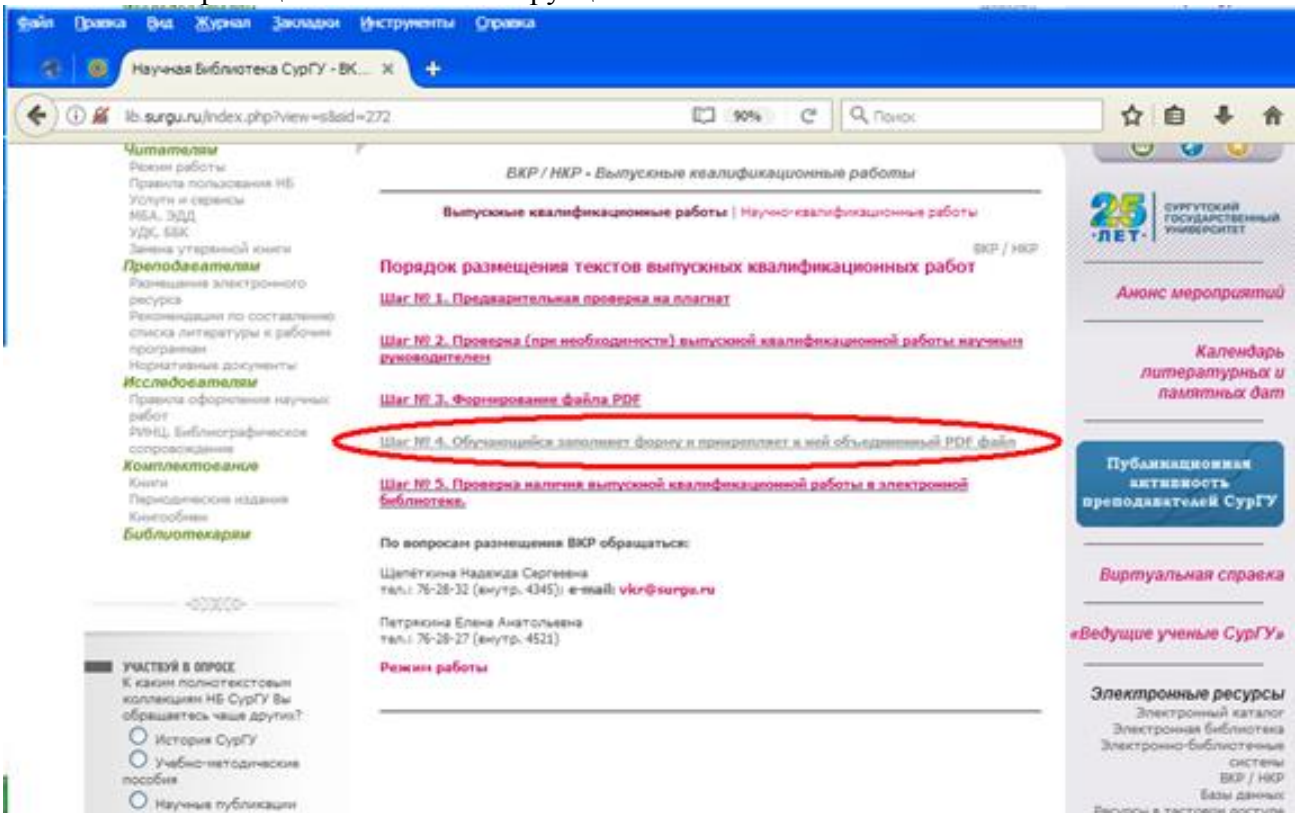 Файл Правка Вид Журнал Закладки Инструменты Справка
Научная Библиотека СурГУ - ВК... × +
lib.surgu.ru/index.php?view=s&sid=272
90%
Поиск
Читателям
Режим работы
Правила пользования НБ
Услуги и сервисы
МБА, ЭДД
УДК, ББК
Замена утерянной книги
Преподавателям
Размещение электронного
ресурса
Рекомендации по составлению
списка литературы к рабочим
программам
Нормативные документы
Исследователям
Правила оформления научных
работ
РИНЦ, Библиографическое
сопровождение
Комплектование
Книги
Периодические издания
Книгообмен
Библиотекарям
УЧАСТВУЙ В ОПРОСЕ
К каким полнотекстовым
коллекциям НБ СурГУ Вы
обращаетесь чаще других?
История СурГУ
Учебно-методические
пособия
Научные публикации
ВКР / НКР - Выпускные квалификационные работы
Выпускные квалификационные работы | Научно-квалификационные работы
ВКР / НКР
Порядок размещения текстов выпускных квалификационных работ
Шаг № 1. Предварительная проверка на плагиат
Шаг № 2. Проверка (при необходимости) выпускной квалификационной работы научным
руководителем
Шаг № 3. Формирование файла PDF
Шаг № 4. Обучающийся заполняет форму и прикрепляет к ней объединенный PDF файл
Шаг № 5. Проверка наличия выпускной квалификационной работы в электронной
библиотеке.
По вопросам размещения ВКР обращаться:
Щепёткина Надежда Сергеевна
тел.: 76-28-32 (внутр. 4345); e-mail: vkr@surgu.ru
Петрякина Елена Анатольевна
тел.: 76-28-27 (внутр. 4521)
Режим работы
25
ЛЕТ
СУРГУТСКИЙ
ГОСУДАРСТВЕННЫЙ
УНИВЕРСИТЕТ
Анонс мероприятий
Календарь
литературных и
памятных дат
Публикационная
активность
преподавателей СурГУ
Виртуальная справка
«Ведущие ученые СурГУ»
Электронные ресурсы
Электронный каталог
Электронная библиотека
Электронно-библиотечные
системы
ВКР / НКР
Базы данных
Ресурсы в тестовом доступе